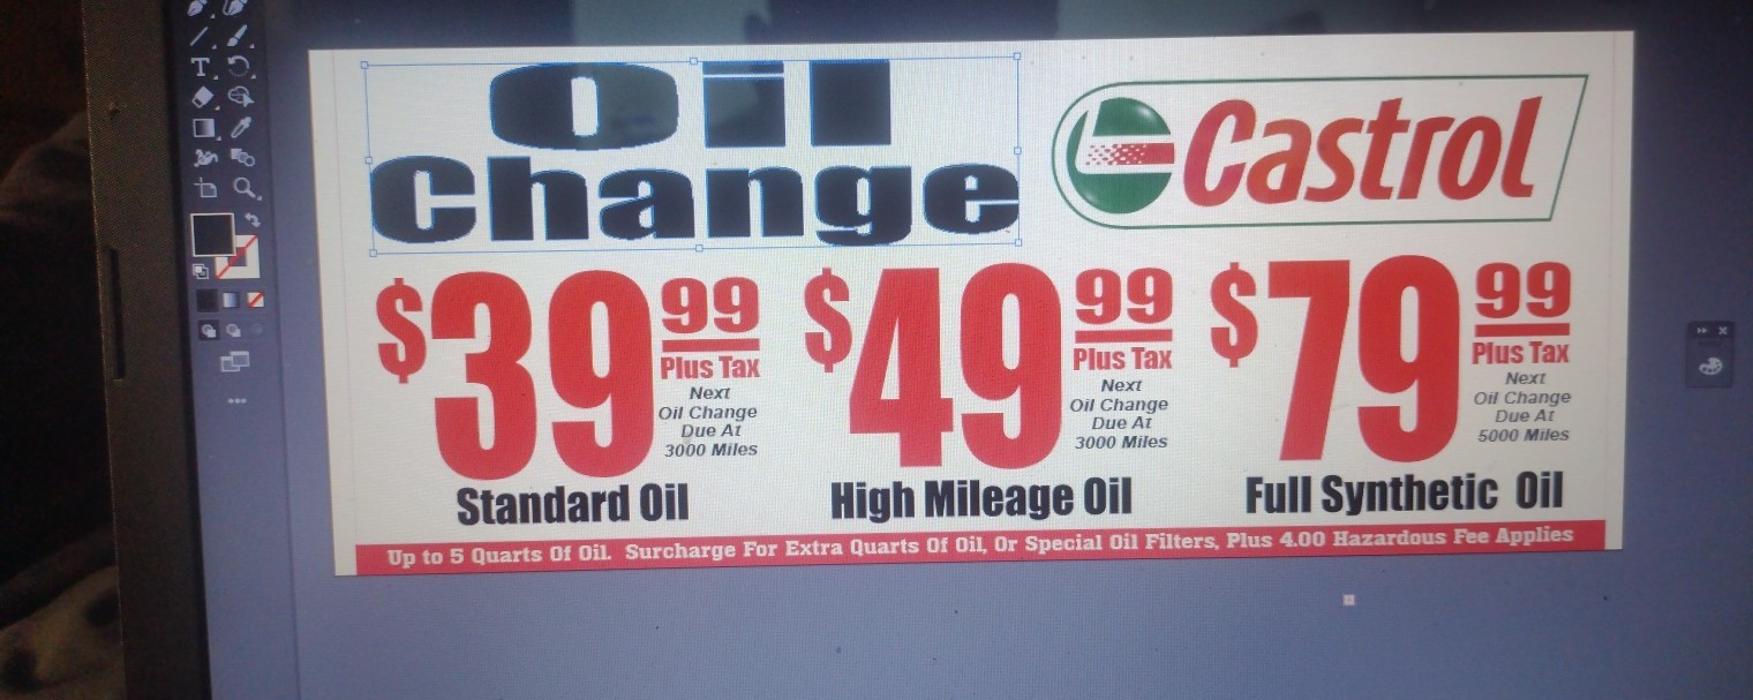 Oil
Change
Castrol
$39 99
Plus Tax
Next
Oil Change
Due At
3000 Miles
Standard Oil
$49 99
Plus Tax
Next
Oil Change
Due At
3000 Miles
High Mileage Oil
$79 99
Plus Tax
Next
Oil Change
Due At
5000 Miles
Full Synthetic Oil
Up to 5 Quarts Of Oil. Surcharge For Extra Quarts Of Oil, Or Special Oil Filters, Plus 4.00 Hazardous Fee Applies